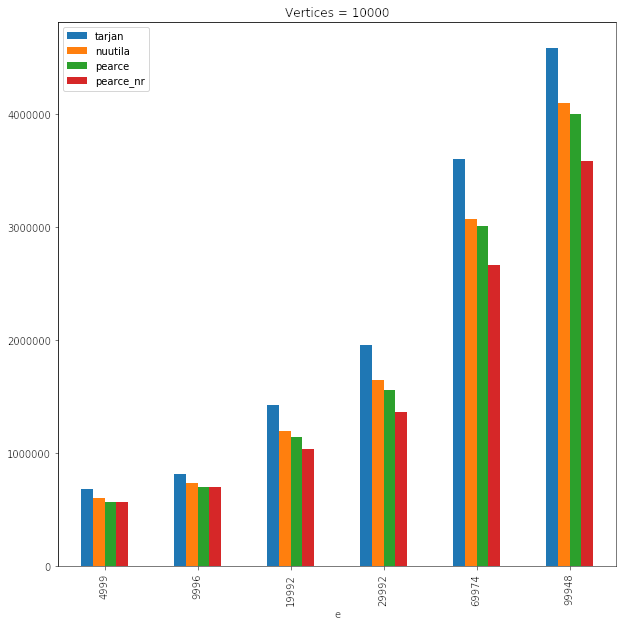 Vertices = 10000
tarjan
nuutila
pearce
pearce_nr
4000000
3000000
2000000
1000000
0
4999
9996
19992
29992
69974
99948
e